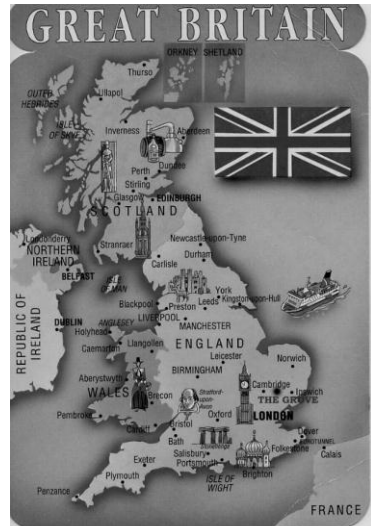 GREAT BRITAIN
ORKNEY SHETLAND
Thurso
OUTER
HEBRIDES
Ullapol
ISLE
OF SKYE
Inverness
Aberdeen
Dundee
Perth
Stirling
Glasgow
EDINBURGH
SCOTLAND
Londonderry
NORTHERN
IRELAND
Stranraer
Newcastle-upon-Tyne
Durham
Carlisle
BELFAST
ISLE
OF MAN
York
Blackpool
Preston
Leeds
Kingston-upon-Hull
LIVERPOOL
MANCHESTER
REPUBLIC OF
IRELAND
DUBLIN
ANGLESEY
Holyhead
Caernarfon
Llangollen
ENGLAND
Leicester
Norwich
Aberystwyth
BIRMINGHAM
WALES
Brecon
Stratford-
upon-
Avon
Cambridge
Ipswich
THE GROVE
Pembroke
Oxford
LONDON
Cardiff
Bristol
Bath
Stonehenge
Dover
Folkestone
EUROTUNNEL
Calais
Salisbury
Portsmouth
Brighton
Exeter
ISLE OF
WIGHT
Plymouth
Penzance
FRANCE